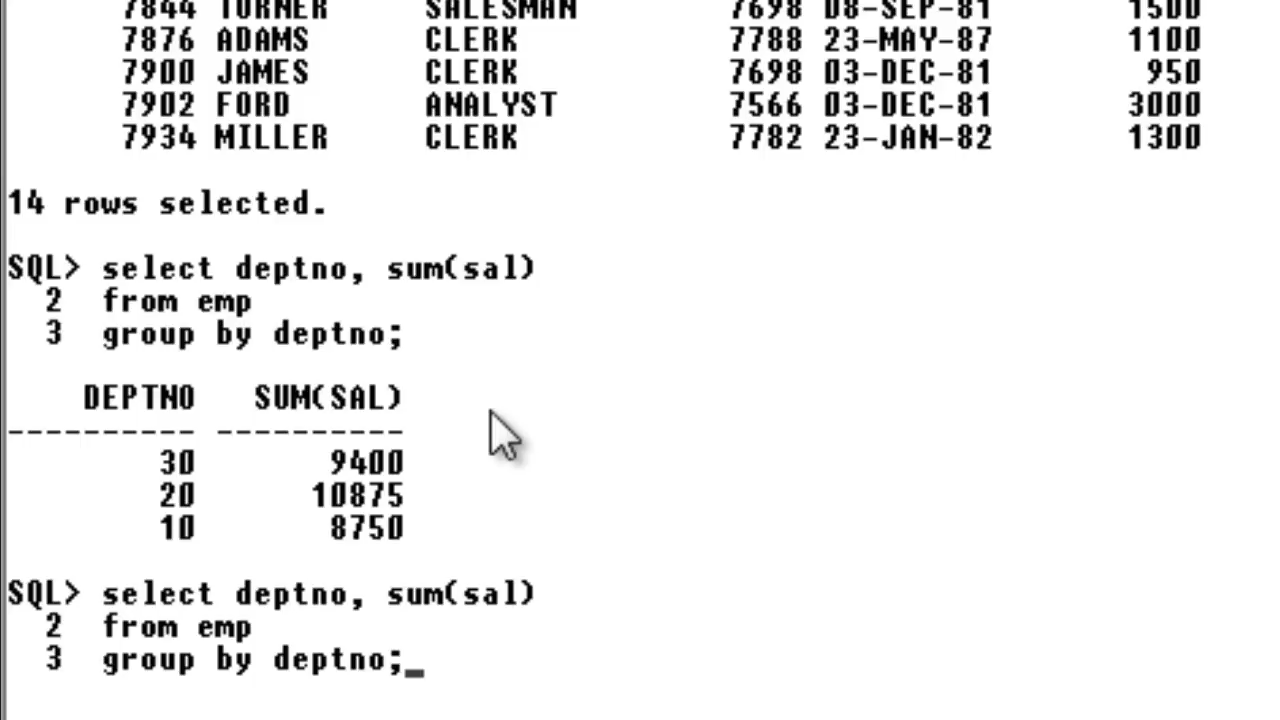 7844 TURNER SALESMAN 7698 08-SEP-81 1500
7876 ADAMS CLERK 7788 23-MAY-87 1100
7900 JAMES CLERK 7698 03-DEC-81 950
7902 FORD ANALYST 7566 03-DEC-81 3000
7934 MILLER CLERK 7782 23-JAN-82 1300
14 rows selected.
SQL> select deptno, sum(sal)
2 from emp
3 group by deptno;
DEPTNO SUM(SAL)
---------- ----------
30 9400
20 10875
10 8750
SQL> select deptno, sum(sal)
2 from emp
3 group by deptno;_